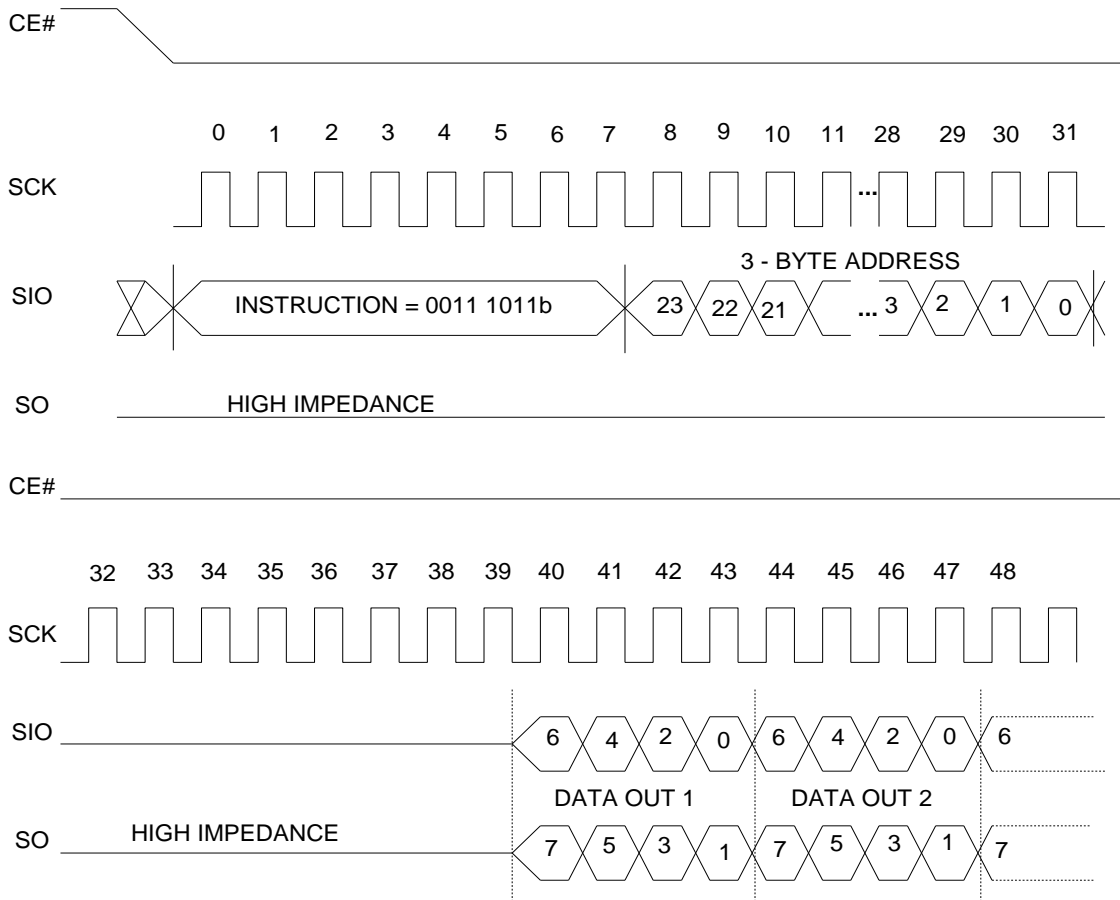 CE#
0 1 2 3 4 5 6 7 8 9 10 11 28 29 30 31
SCK ...
3 - BYTE ADDRESS
SIO INSTRUCTION = 0011 1011b 23 22 21 ... 3 2 1 0
SO HIGH IMPEDANCE
CE#
32 33 34 35 36 37 38 39 40 41 42 43 44 45 46 47 48
SCK
SIO 6 4 2 0 6 4 2 0 6
DATA OUT 1 DATA OUT 2
SO HIGH IMPEDANCE 7 5 3 1 7 5 3 1 7